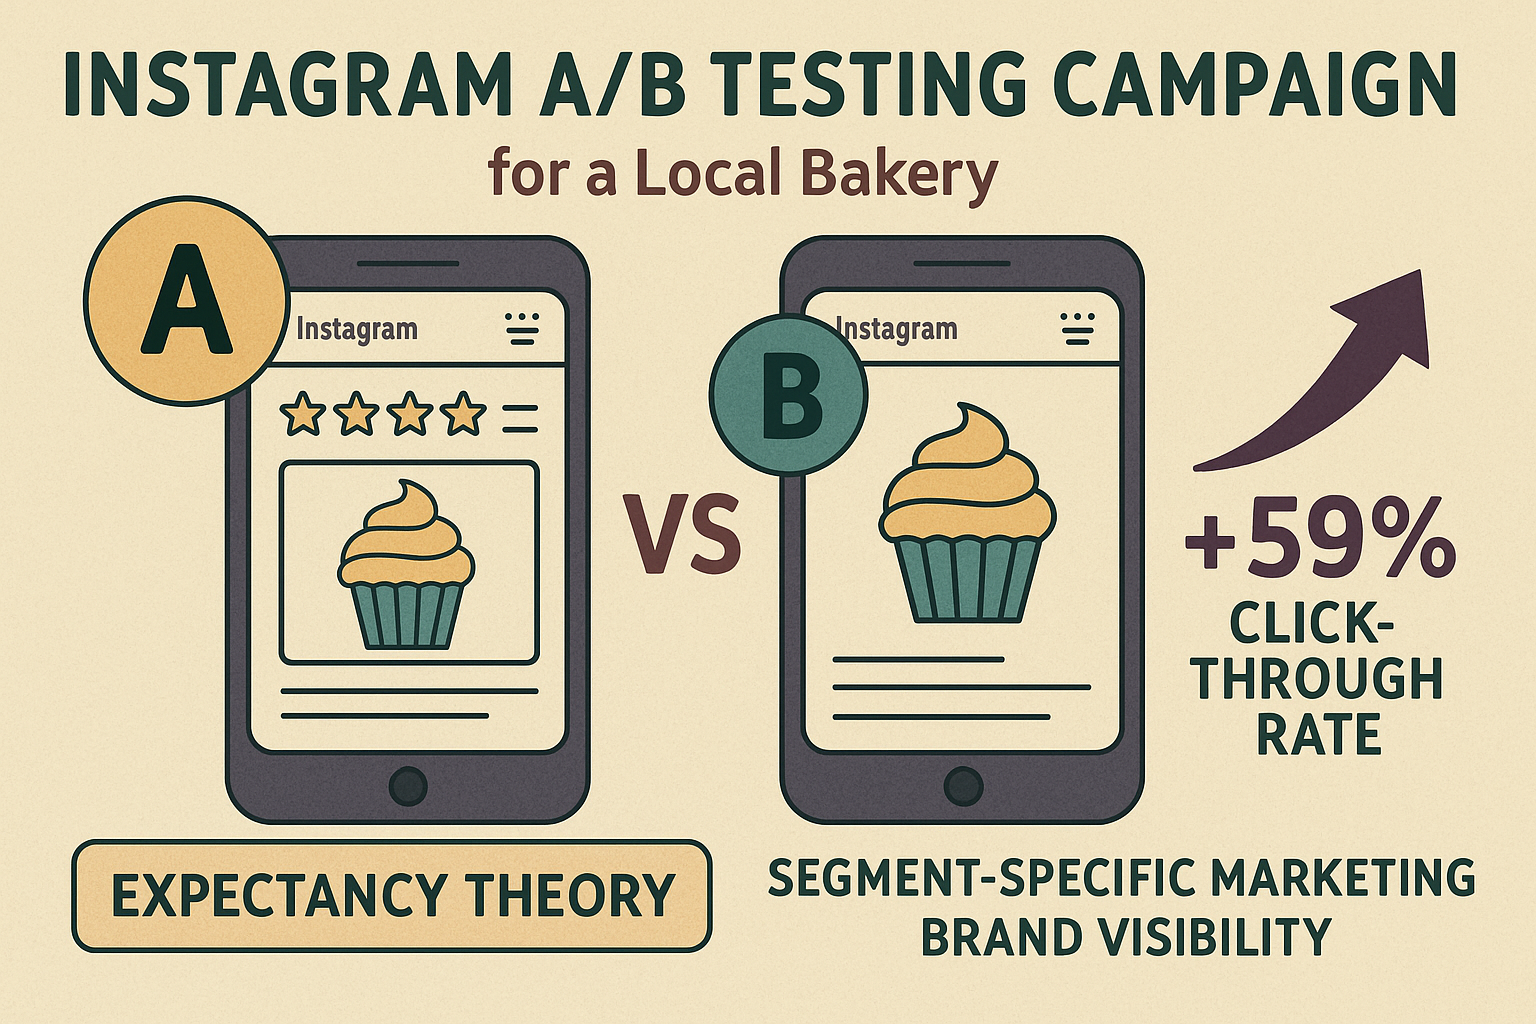 INSTAGRAM A/B TESTING CAMPAIGN
for a Local Bakery
A
Instagram
VS
B
Instagram
+59%
CLICK-
THROUGH
RATE
EXPECTANCY THEORY
SEGMENT-SPECIFIC MARKETING
BRAND VISIBILITY